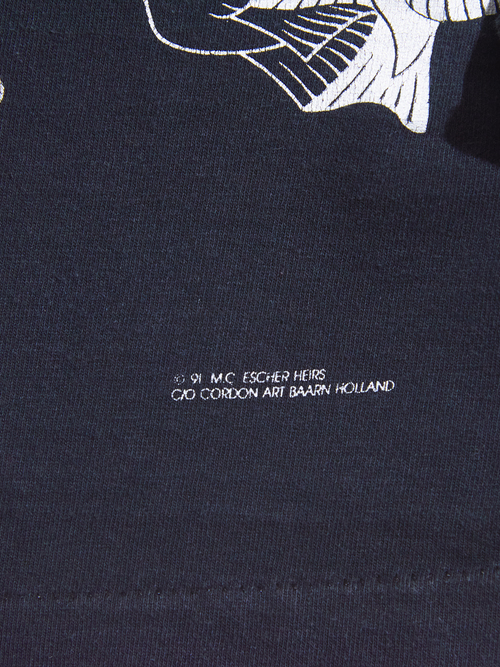 © 91 M.C. ESCHER HEIRS
C/O CORDON ART BAARN HOLLAND